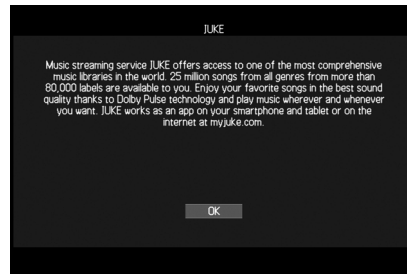 JUKE
Music streaming service JUKE offers access to one of the most comprehensive
music libraries in the world. 25 million songs from all genres from more than
80,000 labels are available to you. Enjoy your favorite songs in the best sound
quality thanks to Dolby Pulse technology and play music wherever and whenever
you want. JUKE works as an app on your smartphone and tablet or on the
internet at myjuke.com.
OK